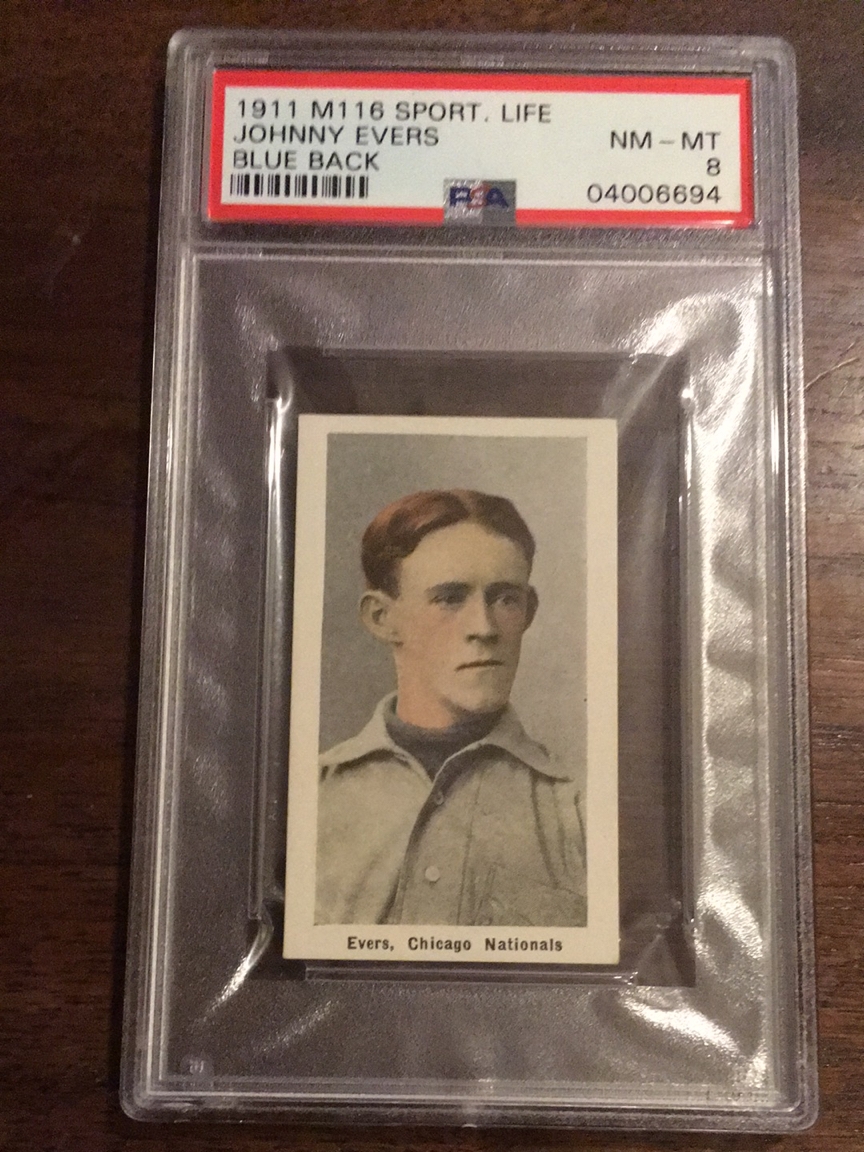 1911 M116 SPORT. LIFE
JOHNNY EVERS NM-MT
BLUE BACK 8
PSA 04006694
Evers, Chicago Nationals